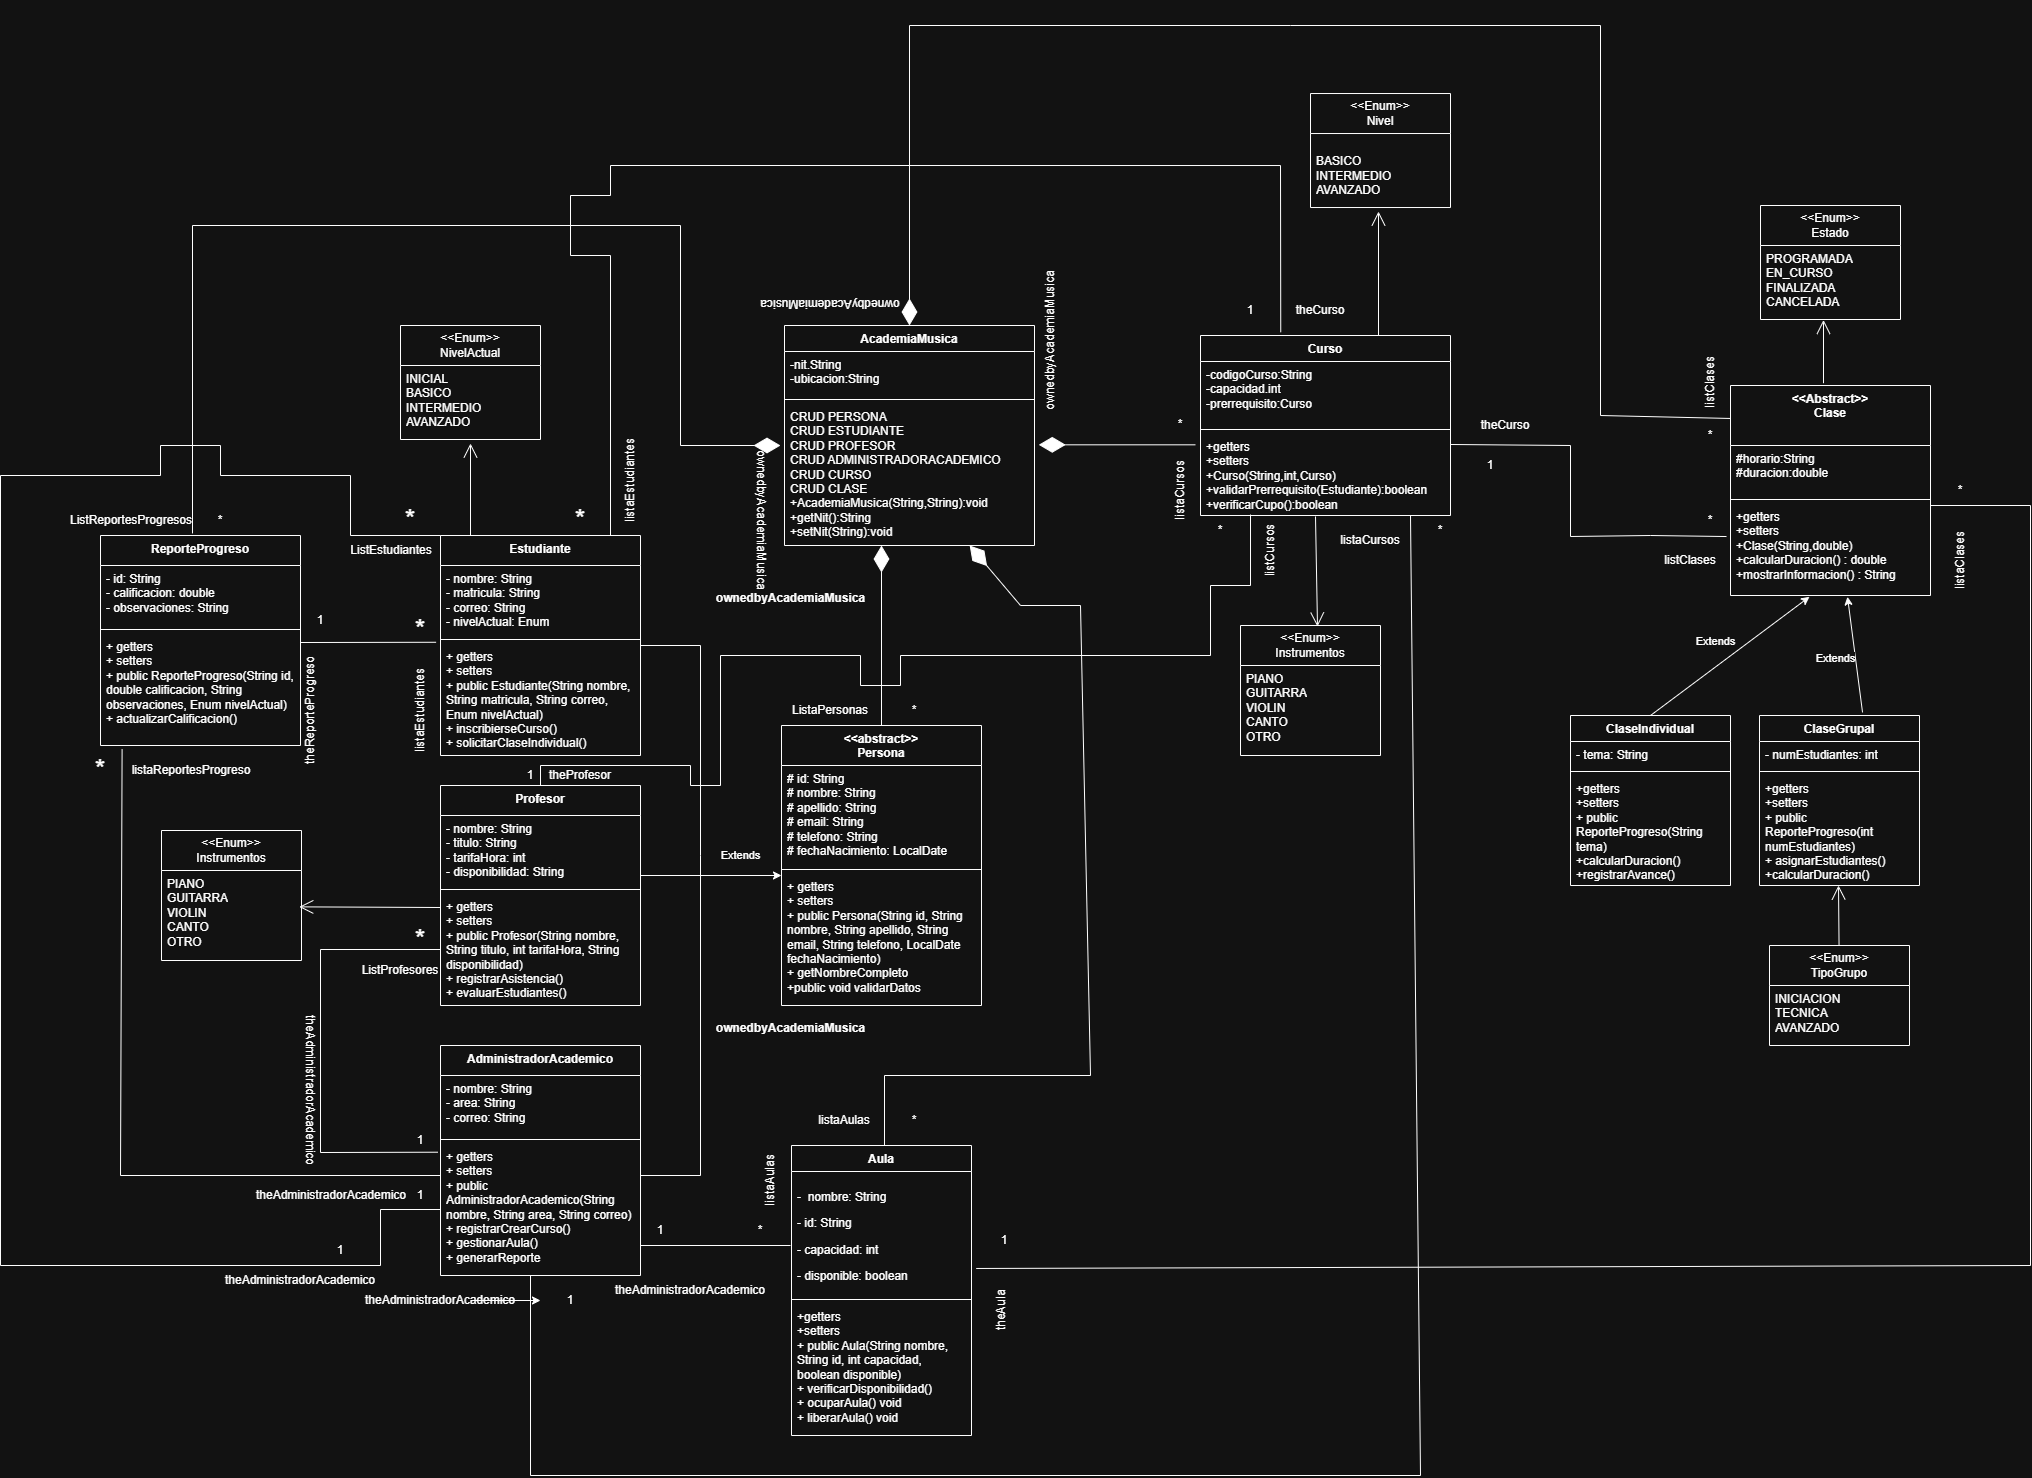 <<Enum>>
Nivel
BASICO
INTERMEDIO
AVANZADO
<<Enum>>
Estado
PROGRAMADA
EN_CURSO
FINALIZADA
CANCELADA
<<Enum>>
NivelActual
INICIAL
BASICO
INTERMEDIO
AVANZADO
ownedbyAcademiaMusica
ownedbyAcademiaMusica
AcademiaMusica
-nit.String
-ubicacion:String
CRUD PERSONA
CRUD ESTUDIANTE
CRUD PROFESOR
CRUD ADMINISTRADORACADEMICO
CRUD CURSO
CRUD CLASE
+AcademiaMusica(String,String):void
+getNit():String
+setNit(String):void
ownedbyAcademiaMusica
ownedbyAcademiaMusica
1
theCurso
*
listaCursos
Curso
-codigoCurso:String
-capacidad.int
-prerrequisito:Curso
+getters
+setters
+Curso(String,int,Curso)
+validarPrerrequisito(Estudiante):boolean
+verificarCupo():boolean
*
listCursos
listaCursos
*
theCurso
1
listClases
*
<<Abstract>>
Clase
#horario:String
#duracion:double
+getters
+setters
+Clase(String,double)
+calcularDuracion() : double
+mostrarInformacion() : String
*
listClases
*
listaClases
Extends
Extends
<<Enum>>
Instrumentos
PIANO
GUITARRA
VIOLIN
CANTO
OTRO
ClaseIndividual
- tema: String
+getters
+setters
+ public
ReporteProgreso(String
tema)
+calcularDuracion()
+registrarAvance()
ClaseGrupal
- numEstudiantes: int
+getters
+setters
+ public
ReporteProgreso(int
numEstudiantes)
+ asignarEstudiantes()
+calcularDuracion()
<<Enum>>
TipoGrupo
INICIACION
TECNICA
AVANZADO
ListReportesProgresos
*
ReporteProgreso
- id: String
- calificacion: double
- observaciones: String
+ getters
+ setters
+ public ReporteProgreso(String id,
double calificacion, String
observaciones, Enum nivelActual)
+ actualizarCalificacion()
1
theReporteProgreso
*
listaReportesProgreso
*
ListEstudiantes
*
listaEstudiantes
*
listaEstudiantes
Estudiante
- nombre: String
- matricula: String
- correo: String
- nivelActual: Enum
+ getters
+ setters
+ public Estudiante(String nombre,
String matricula, String correo,
Enum nivelActual)
+ inscribierseCurso()
+ solicitarClaseIndividual()
1
theProfesor
Profesor
- nombre: String
- titulo: String
- tarifaHora: int
- disponibilidad: String
+ getters
+ setters
+ public Profesor(String nombre,
String titulo, int tarifaHora, String
disponibilidad)
+ registrarAsistencia()
+ evaluarEstudiantes()
<<Enum>>
Instrumentos
PIANO
GUITARRA
VIOLIN
CANTO
OTRO
*
ListProfesores
theAdministradorAcademico
1
Extends
ListaPersonas
*
<<abstract>>
Persona
# id: String
# nombre: String
# apellido: String
# email: String
# telefono: String
# fechaNacimiento: LocalDate
+ getters
+ setters
+ public Persona(String id, String
nombre, String apellido, String
email, String telefono, LocalDate
fechaNacimiento)
+ getNombreCompleto
+public void validarDatos
ownedbyAcademiaMusica
AdministradorAcademico
- nombre: String
- area: String
- correo: String
+ getters
+ setters
+ public
AdministradorAcademico(String
nombre, String area, String correo)
+ registrarCrearCurso()
+ gestionarAula()
+ generarReporte
theAdministradorAcademico
1
1
theAdministradorAcademico
theAdministradorAcademico
1
1
theAdministradorAcademico
listaAulas
*
listaAulas
*
Aula
- nombre: String
- id: String
- capacidad: int
- disponible: boolean
+getters
+setters
+ public Aula(String nombre,
String id, int capacidad,
boolean disponible)
+ verificarDisponibilidad()
+ ocuparAula() void
+ liberarAula() void
1
theAula